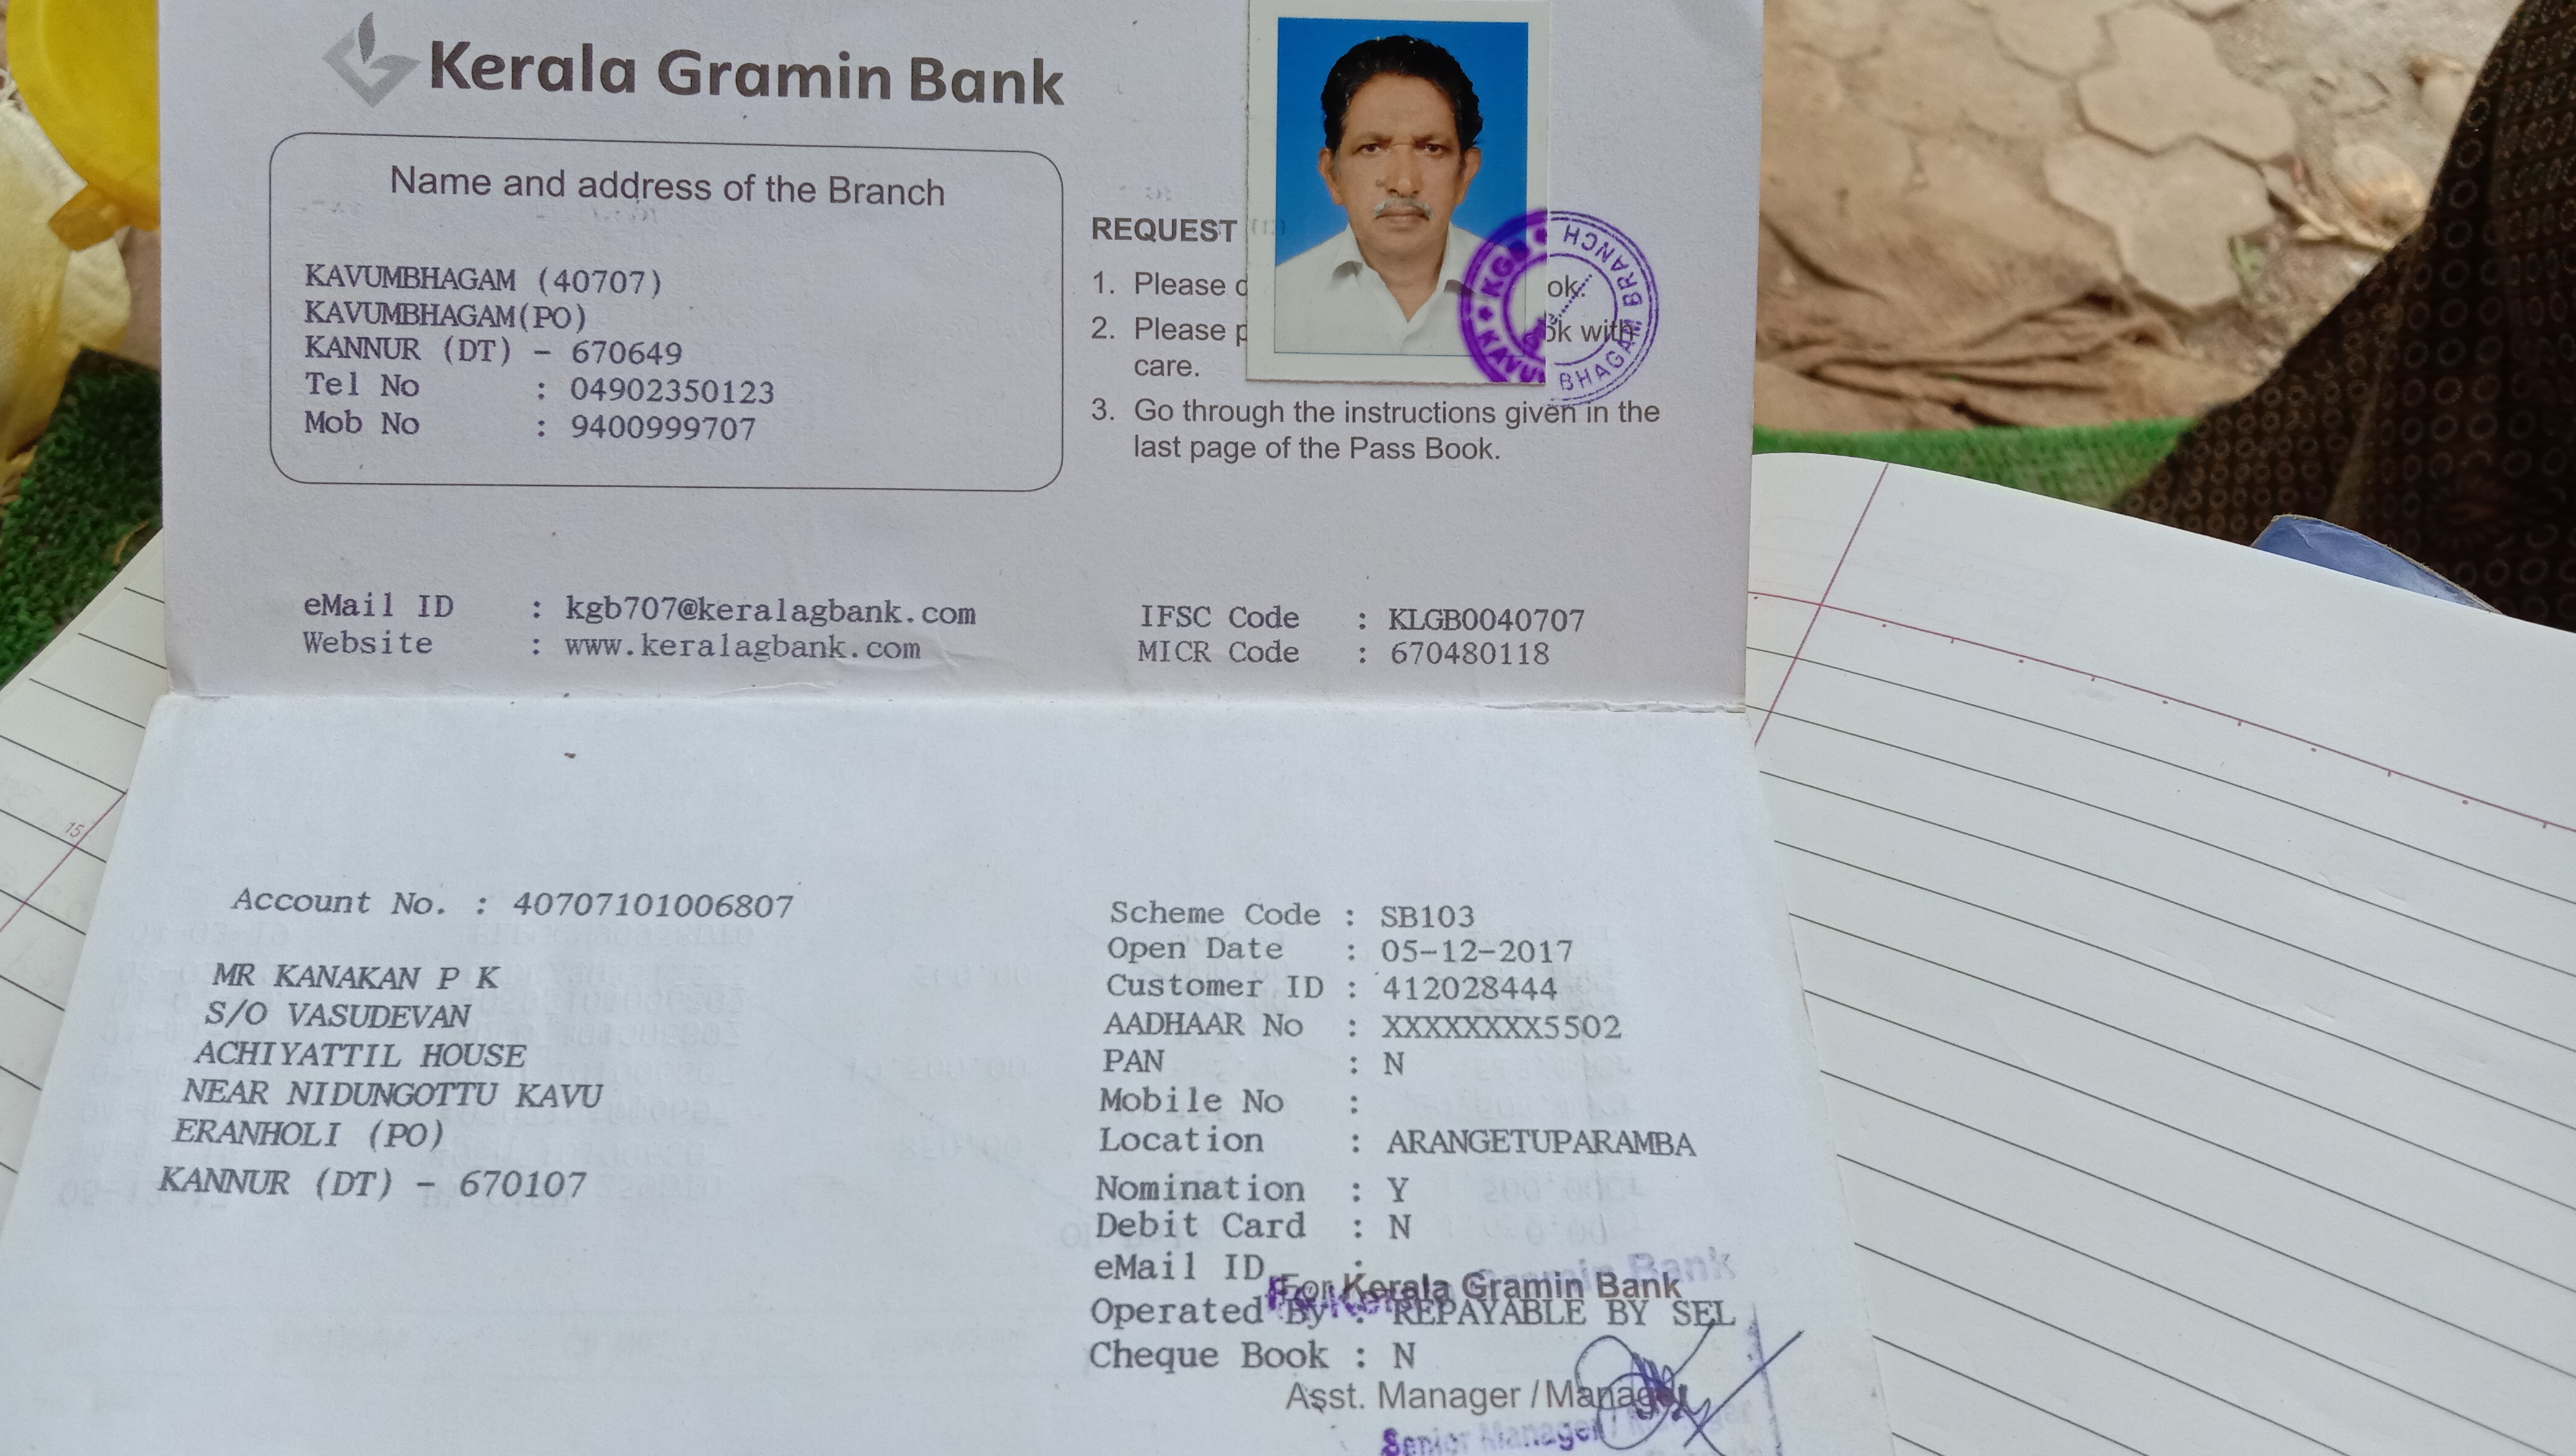 Kerala Gramin Bank
Name and address of the Branch
KAVUMBHAGAM (40707)
KAVUMBHAGAM(PO)
KANNUR (DT) - 670649
Tel No : 04902350123
Mob No : 9400999707
REQUEST
1. Please
ok.
2. Please
ok with
care.
3. Go through the instructions given in the
last page of the Pass Book.
KGB
KAVUMBHAGAM BRANCH
eMail ID : kgb707@keralagbank.com
Website : www.keralagbank.com
IFSC Code : KLGB0040707
MICR Code : 670480118
Account No. : 40707101006807
MR KANAKAN P K
S/O VASUDEVAN
ACHIYATTIL HOUSE
NEAR NIDUNGOTTU KAVU
ERANHOLI (PO)
KANNUR (DT) - 670107
Scheme Code : SB103
Open Date : 05-12-2017
Customer ID : 412028444
AADHAAR No : XXXXXXXX5502
PAN : N
Mobile No :
Location : ARANGETUPARAMBA
Nomination : Y
Debit Card : N
eMail ID :
For Kerala Gramin Bank
For Kerala Gramin Bank
Operated By : REPAYABLE BY SEL
Cheque Book : N
Asst. Manager / Manager
Senior Manager / Manager
15